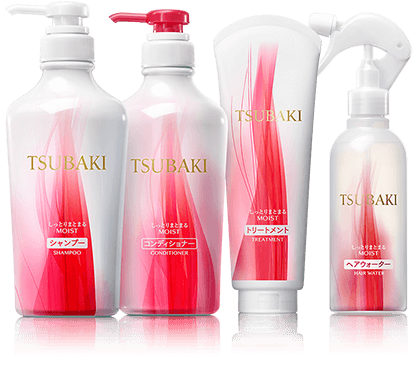 TSUBAKI
しっとりまとまる
MOIST
シャンプー
SHAMPOO
TSUBAKI
しっとりまとまる
MOIST
コンディショナー
CONDITIONER
TSUBAKI
しっとりまとまる
MOIST
トリートメント
TREATMENT
TSUBAKI
しっとりまとまる
MOIST
ヘアウォーター
HAIR WATER